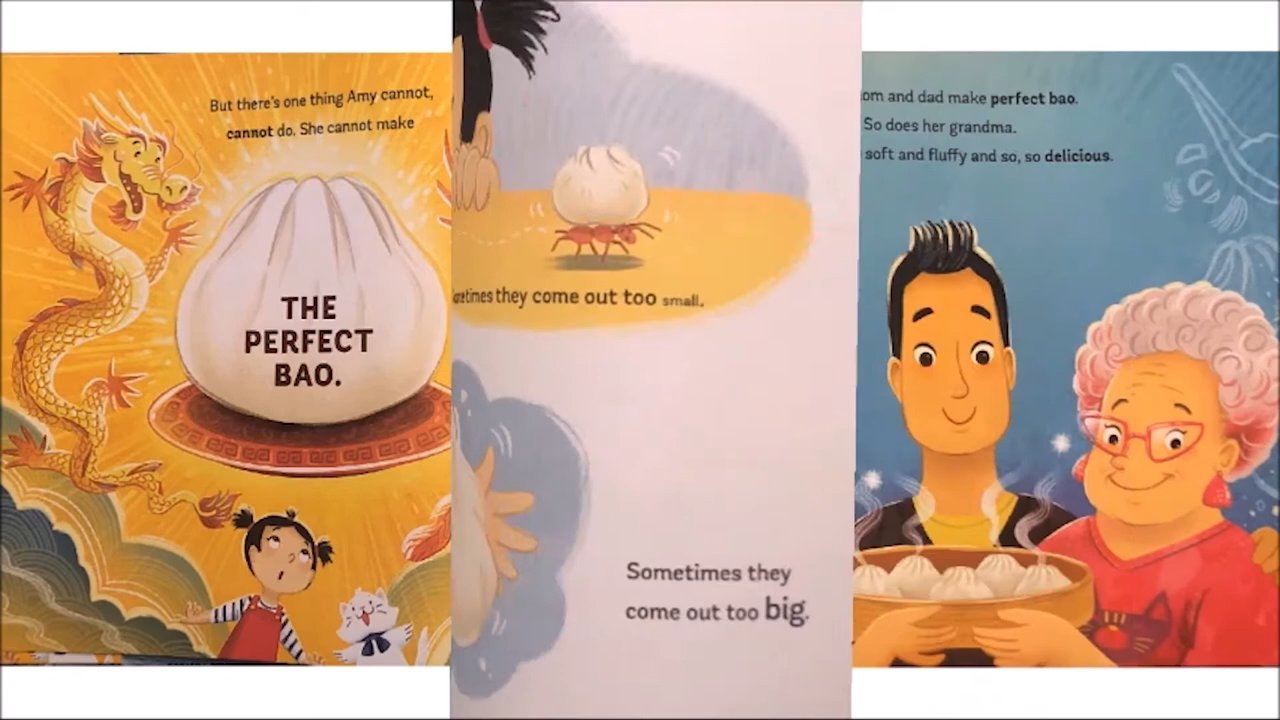 But there's one thing Amy cannot,
cannot do. She cannot make
THE
PERFECT
BAO.
they come out too small.
Sometimes they
come out too big.
and dad make perfect bao.
So does her grandma.
soft and fluffy and so, so delicious.